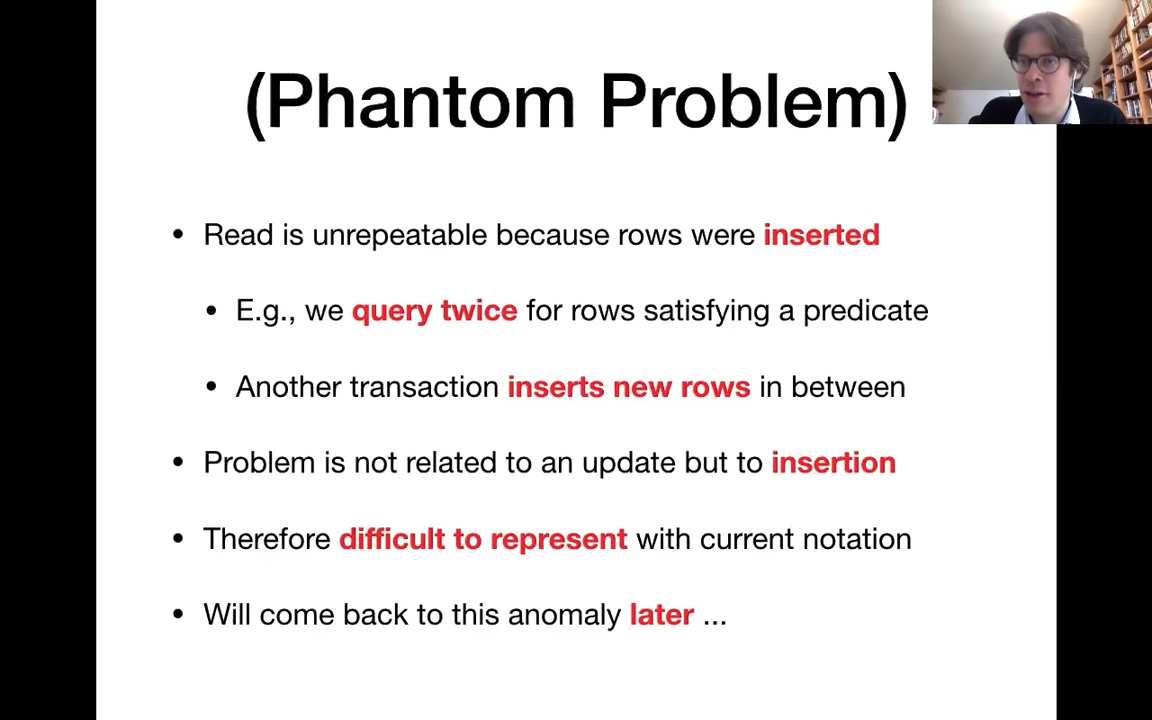 (Phantom Problem)
• Read is unrepeatable because rows were inserted
• E.g., we query twice for rows satisfying a predicate
• Another transaction inserts new rows in between
• Problem is not related to an update but to insertion
• Therefore difficult to represent with current notation
• Will come back to this anomaly later ...